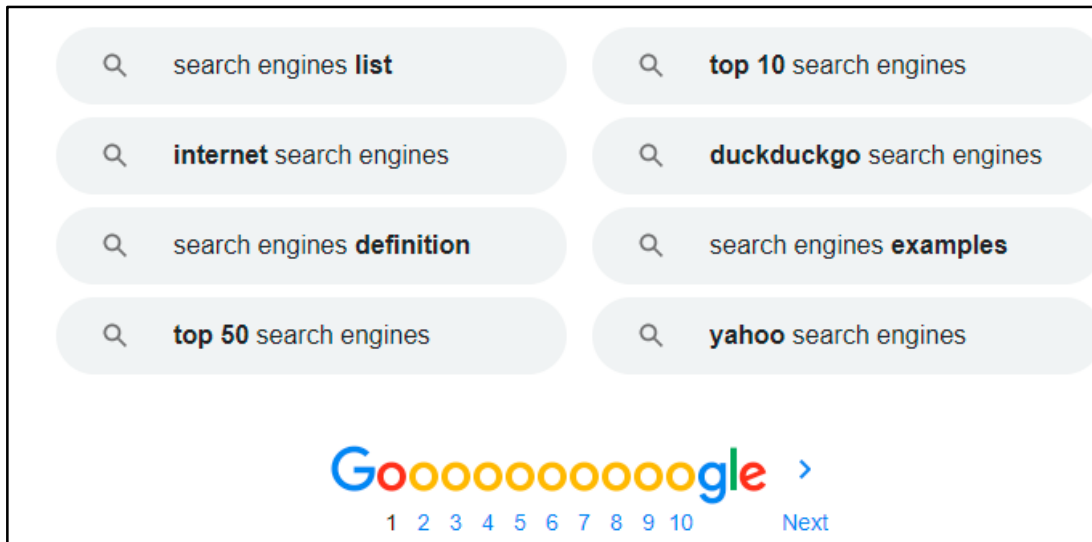 search engines list
top 10 search engines
internet search engines
duckduckgo search engines
search engines definition
search engines examples
top 50 search engines
yahoo search engines
Goooooooooogle >
1 2 3 4 5 6 7 8 9 10 Next